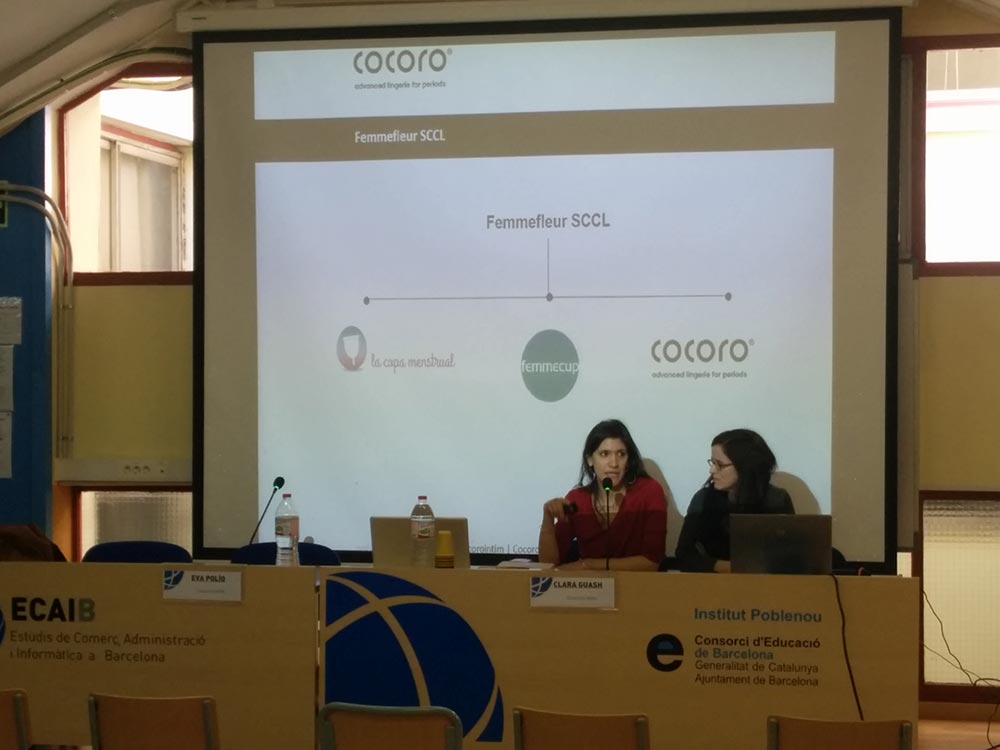 cocoro®
advanced lingerie for periods
Femmefleur SCCL
Femmefleur SCCL
la copa menstrual
femmecup
cocoro®
advanced lingerie for periods
EVA POLÍO
CLARA GUASH
ECAIB
Estudis de Comerç, Administració
i Informàtica a Barcelona
Institut Poblenou
Consorci d'Educació
de Barcelona
Generalitat de Catalunya
Ajuntament de Barcelona